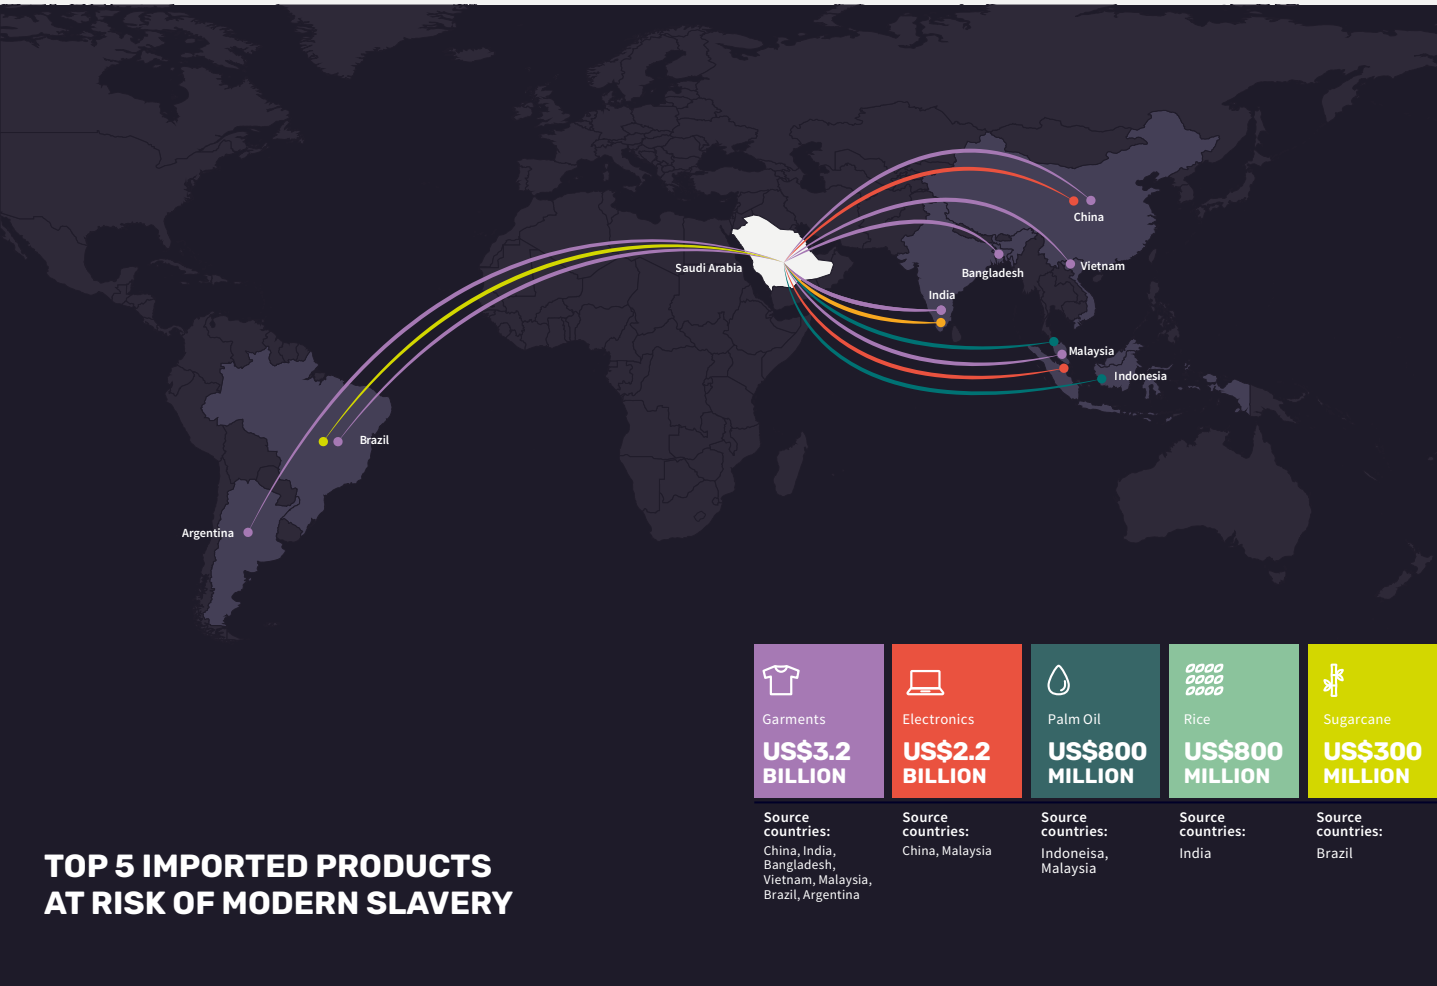 China
Saudi Arabia
Vietnam
Bangladesh
India
Malaysia
Indonesia
Brazil
Argentina
Garments
US$3.2
BILLION
Source
countries:
China, India,
Bangladesh,
Vietnam, Malaysia,
Brazil, Argentina
Electronics
US$2.2
BILLION
Source
countries:
China, Malaysia
Palm Oil
US$800
MILLION
Source
countries:
Indoneisa,
Malaysia
Rice
US$800
MILLION
Source
countries:
India
Sugarcane
US$300
MILLION
Source
countries:
Brazil
TOP 5 IMPORTED PRODUCTS
AT RISK OF MODERN SLAVERY